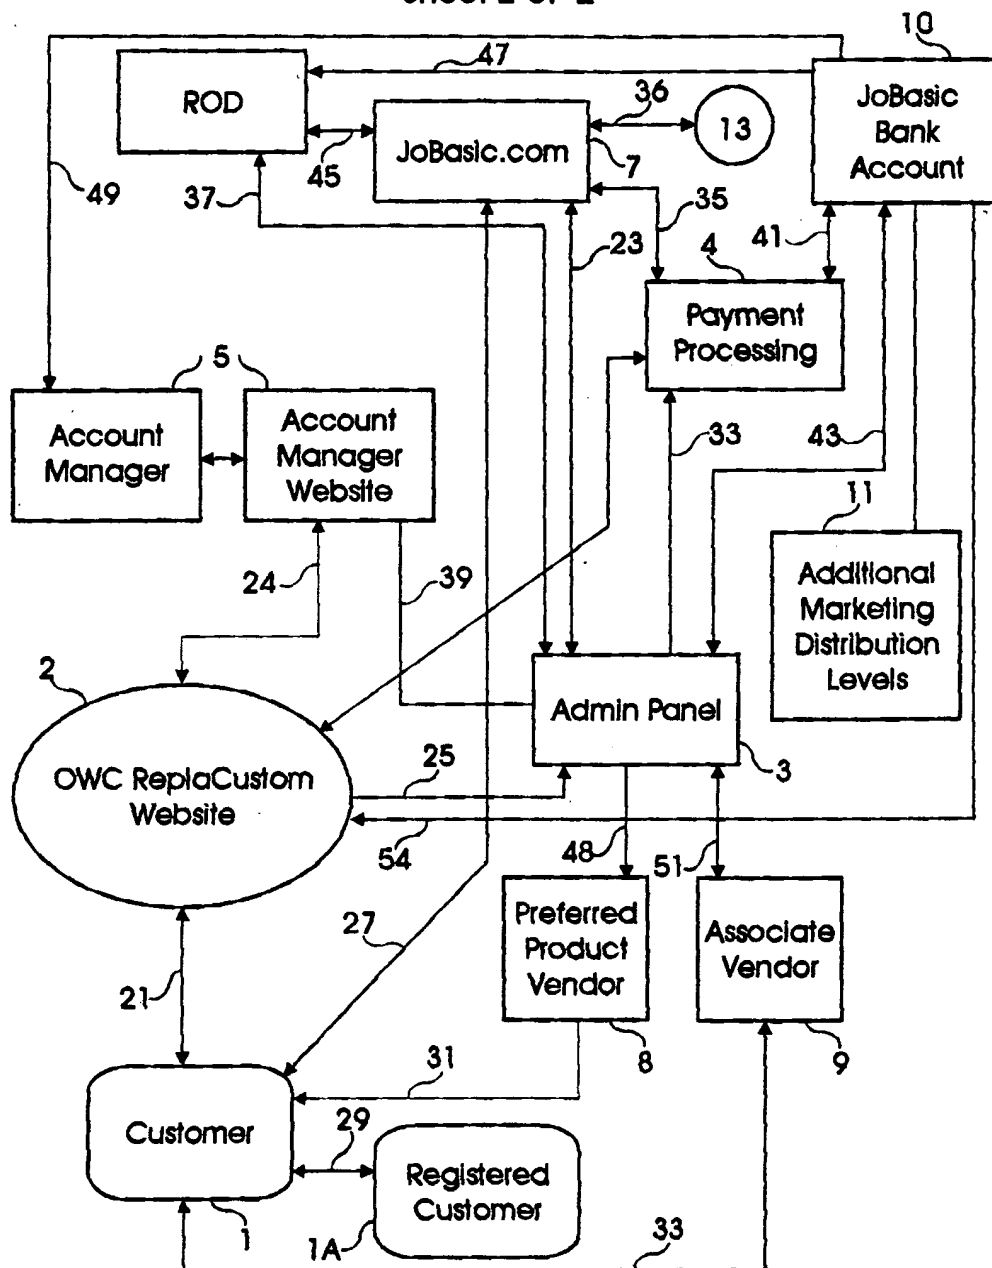 10
47
ROD
36
JoBasic
Bank
Account
13
JoBasic.com
45
7
49
37
35
41
23
4
Payment
Processing
5
Account
Manager
Account
Manager
Website
33
43
11
24
39
Additional
Marketing
Distribution
Levels
2
Admin Panel
OWC ReplaCustom
Website
25
3
54
48
51
Preferred
Product
Vendor
Associate
Vendor
27
21
8
9
31
Customer
29
Registered
Customer
1
1A
33